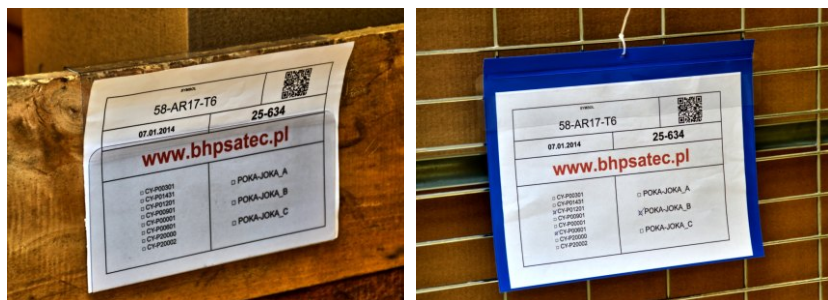 SYMBOL
58-AR17-T6
07.01.2014
25-634
www.bhpsatec.pl
CY-P00301
CY-P01431
CY-P01201
CY-P00901
CY-P00001
CY-P00601
CY-P20000
CY-P20002
POKA-JOKA_A
POKA-JOKA_B
POKA-JOKA_C
SYMBOL
58-AR17-T6
07.01.2014
25-634
www.bhpsatec.pl
CY-P00301
CY-P01431
CY-P01201
CY-P00901
CY-P00001
CY-P00601
CY-P20000
CY-P20002
POKA-JOKA_A
POKA-JOKA_B
POKA-JOKA_C